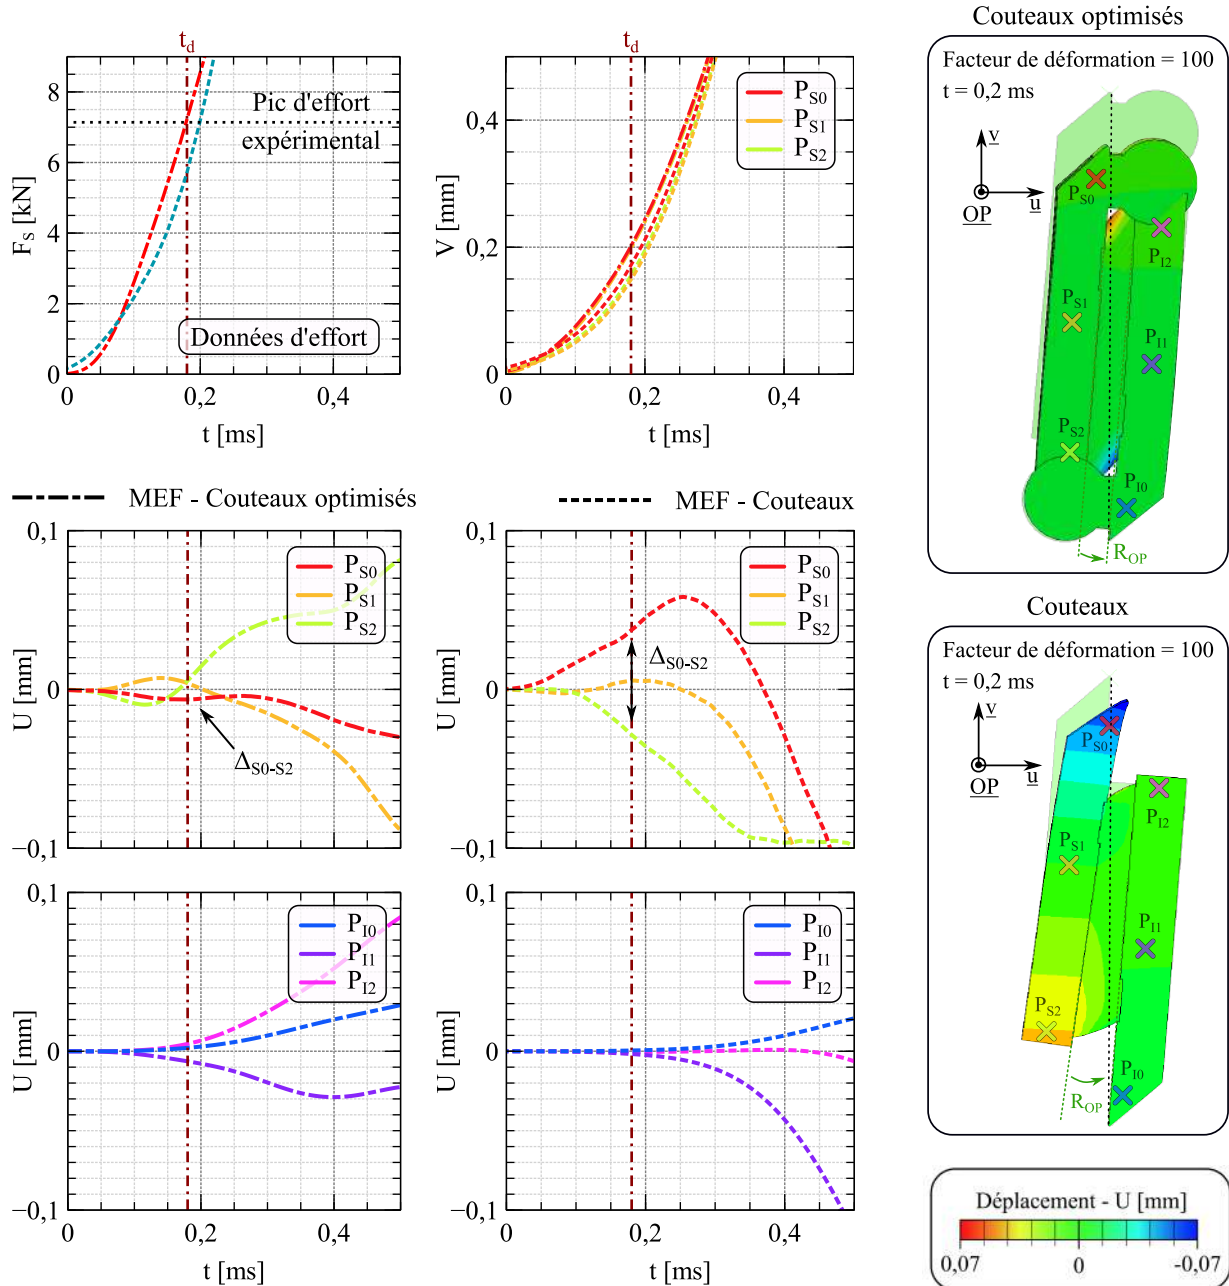 t_d
F_S [kN]
8
6
4
2
0
Pic d'effort
expérimental
Données d'effort
0
0,2
0,4
t [ms]
t_d
V [mm]
0,4
0,2
0
P_S0
P_S1
P_S2
0
0,2
0,4
t [ms]
MEF - Couteaux optimisés
MEF - Couteaux
U [mm]
0,1
0
−0,1
P_S0
P_S1
P_S2
Δ_S0-S2
U [mm]
0,1
0
−0,1
P_S0
P_S1
P_S2
Δ_S0-S2
U [mm]
0,1
0
−0,1
P_I0
P_I1
P_I2
0
0,2
0,4
t [ms]
U [mm]
0,1
0
−0,1
P_I0
P_I1
P_I2
0
0,2
0,4
t [ms]
Couteaux optimisés
Facteur de déformation = 100
t = 0,2 ms
v
OP
u
P_S0
P_I2
P_S1
P_I1
P_S2
P_I0
R_OP
Couteaux
Facteur de déformation = 100
t = 0,2 ms
v
OP
u
P_S0
P_I2
P_S1
P_I1
P_S2
P_I0
R_OP
Déplacement - U [mm]
0,07
0
-0,07